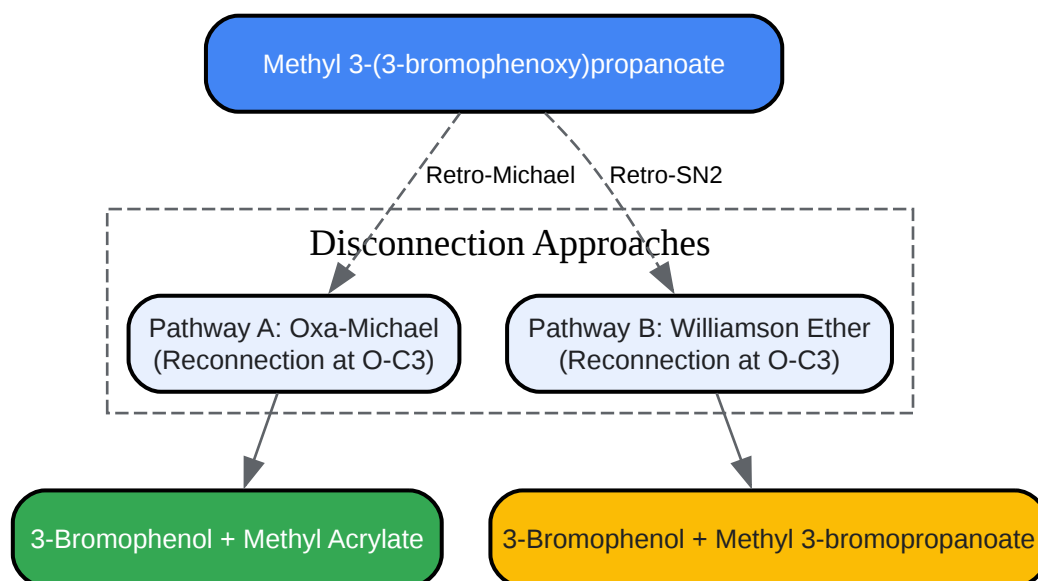 Methyl 3-(3-bromophenoxy)propanoate
Retro-Michael
Retro-SN2
Disconnection Approaches
Pathway A: Oxa-Michael
(Reconnection at O-C3)
Pathway B: Williamson Ether
(Reconnection at O-C3)
3-Bromophenol + Methyl Acrylate
3-Bromophenol + Methyl 3-bromopropanoate